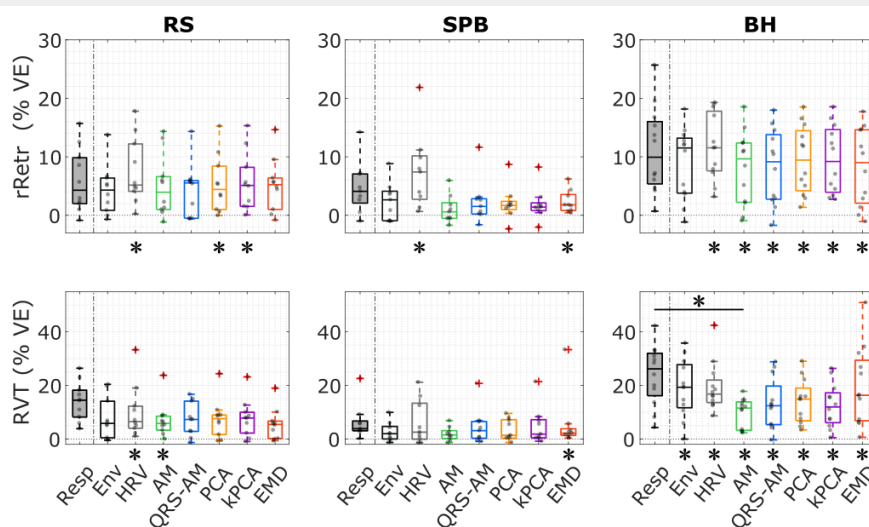 RS SPB BH
rRetr (% VE)
30 30 30
20 20 20
10 10 10
0 0 0
* * * * * * * * * * *
RVT (% VE)
*
40 40 40
20 20 20
0 0 0
* * * * * * * * * *
Resp Env HRV AM QRS-AM PCA kPCA EMD Resp Env HRV AM QRS-AM PCA kPCA EMD Resp Env HRV AM QRS-AM PCA kPCA EMD